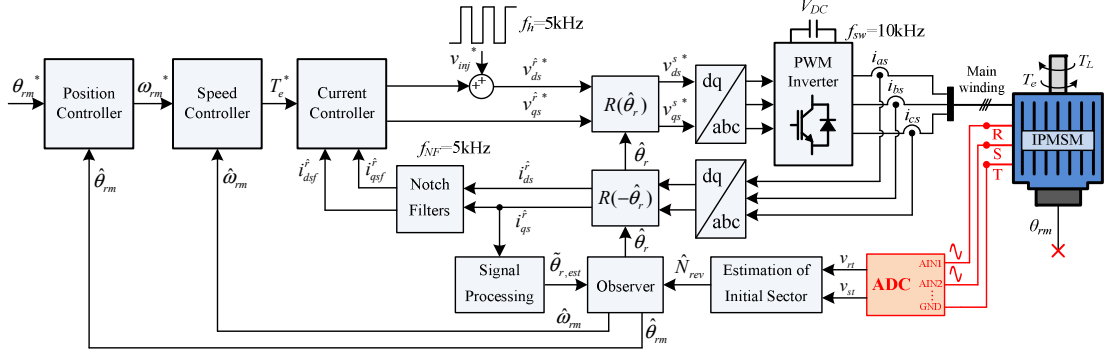 V_DC
f_h=5kHz
f_sw=10kHz
v_inj*
θ_rm*
Position
Controller
ω_rm*
Speed
Controller
T_e*
Current
Controller
++
v_ds^r̂*
v_qs^r̂*
R(θ̂_r)
v_ds^s*
v_qs^s*
dq
abc
PWM
Inverter
i_as
i_bs
i_cs
Main
winding
T_L
T_e
IPMSM
R
S
T
θ̂_r
f_NF=5kHz
θ̂_rm
ω̂_rm
i_dsf^r̂
i_qsf^r̂
Notch
Filters
i_ds^r̂
i_qs^r̂
R(−θ̂_r)
dq
abc
θ_rm
θ̂_r
Signal
Processing
θ̃_r,est
Observer
N̂_rev
Estimation of
Initial Sector
v_rt
v_st
ADC
AIN1
AIN2
⋮
GND
ω̂_rm
θ̂_rm